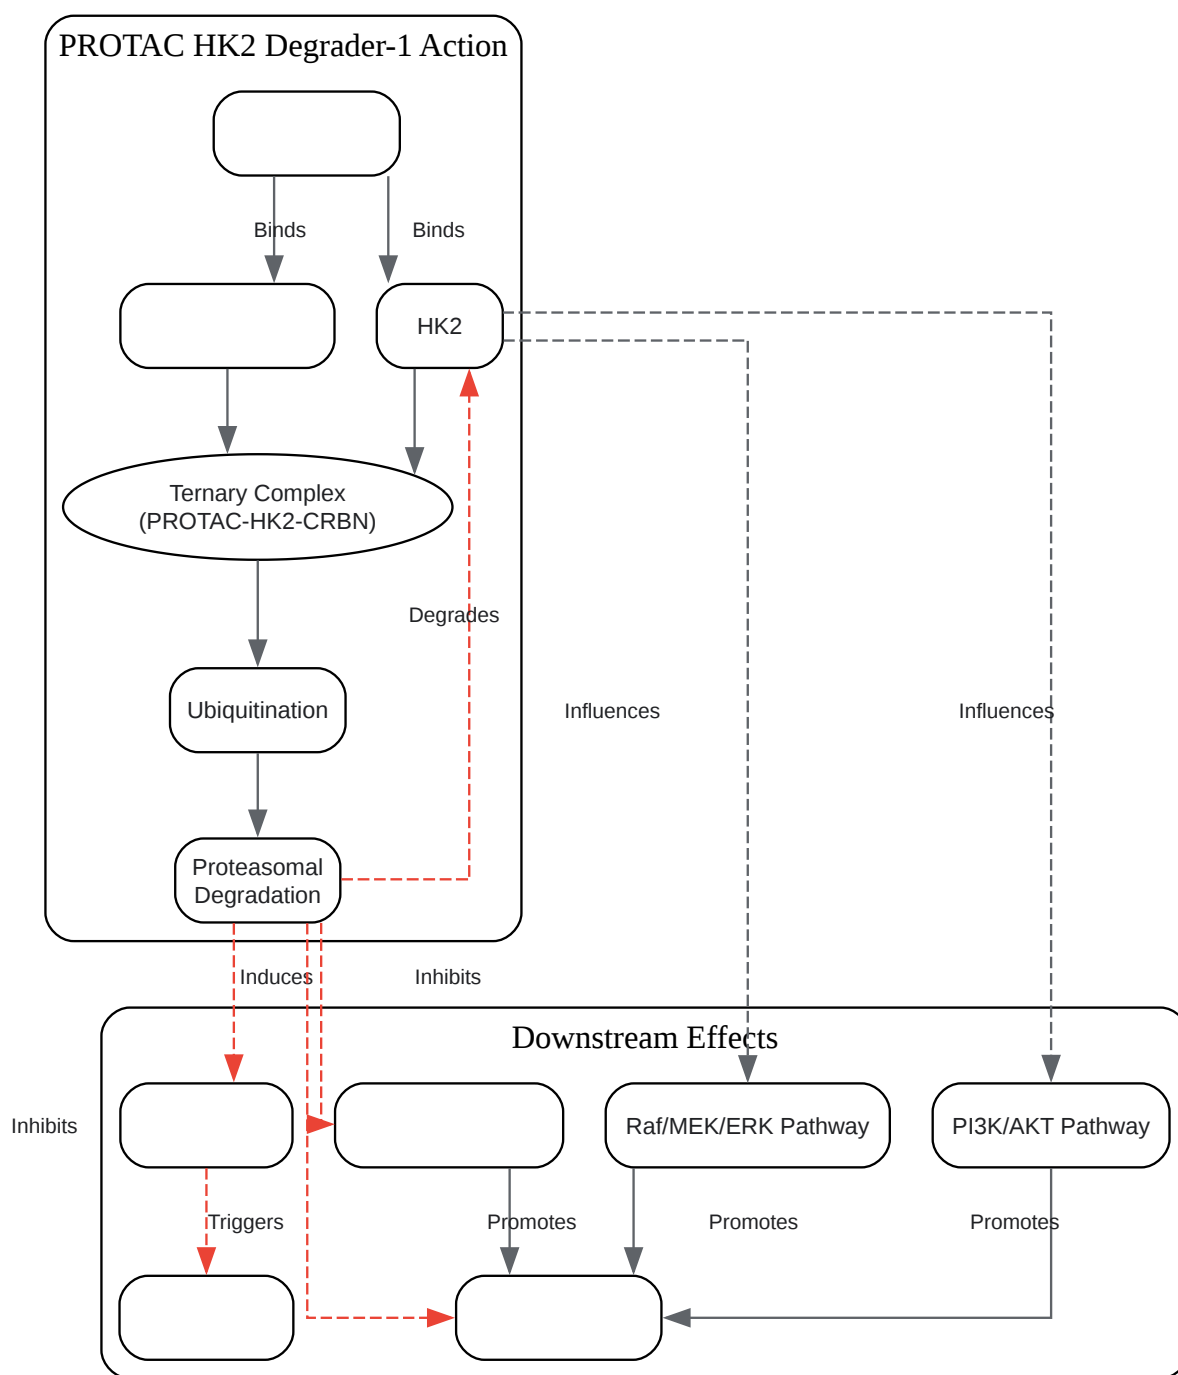 PROTAC HK2 Degrader-1 Action
Binds
Binds
HK2
Ternary Complex
(PROTAC-HK2-CRBN)
Degrades
Ubiquitination
Influences
Influences
Proteasomal
Degradation
Induces
Inhibits
Downstream Effects
Inhibits
Raf/MEK/ERK Pathway
PI3K/AKT Pathway
Triggers
Promotes
Promotes
Promotes